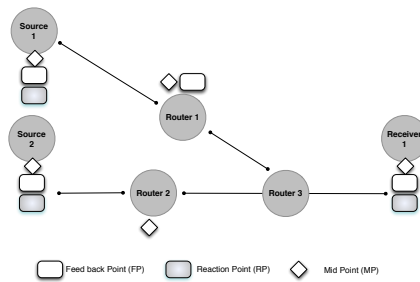 Source
1
Router 1
Source
2
Receiver
1
Router 2
Router 3
Feed back Point (FP)
Reaction Point (RP)
Mid Point (MP)